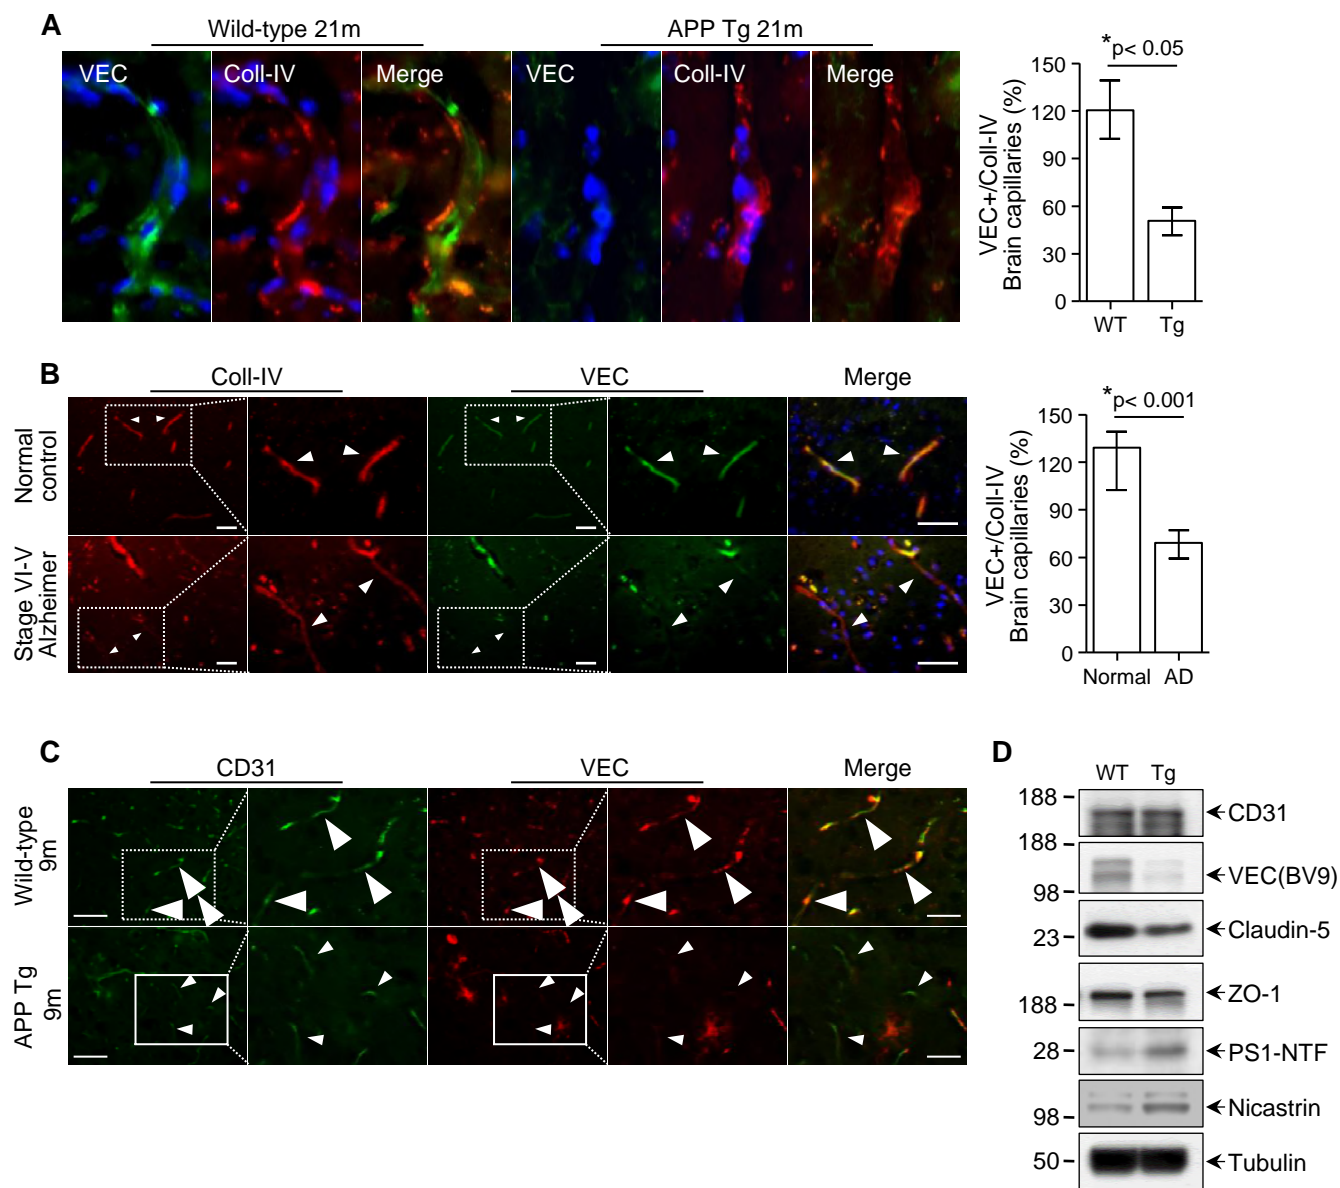 A
Wild-type 21m
APP Tg 21m
VEC
Coll-IV
Merge
VEC
Coll-IV
Merge
*p< 0.05
VEC+/Coll-IV
Brain capillaries (%)
150
120
90
60
30
0
WT
Tg
B
Coll-IV
VEC
Merge
Normal
control
Stage VI-V
Alzheimer
*p< 0.001
VEC+/Coll-IV
Brain capillaries (%)
150
120
90
60
30
0
Normal
AD
C
CD31
VEC
Merge
Wild-type
9m
APP Tg
9m
D
WT
Tg
188
CD31
188
98
VEC(BV9)
23
Claudin-5
188
ZO-1
28
PS1-NTF
98
Nicastrin
50
Tubulin